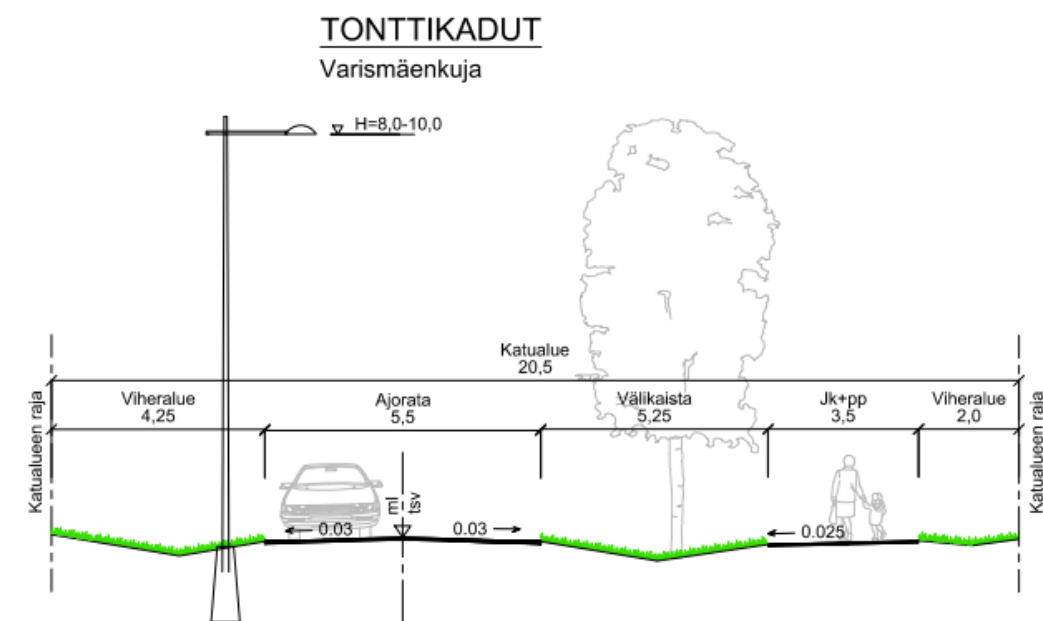 TONTTIKADUT
Varismäenkuja
H=8,0-10,0
Katualue
20,5
Viheralue
4,25
Ajorata
5,5
Välikaista
5,25
Jk+pp
3,5
Viheralue
2,0
Katualueen raja
Katualueen raja
ml
tsv
0.03
0.03
0.025